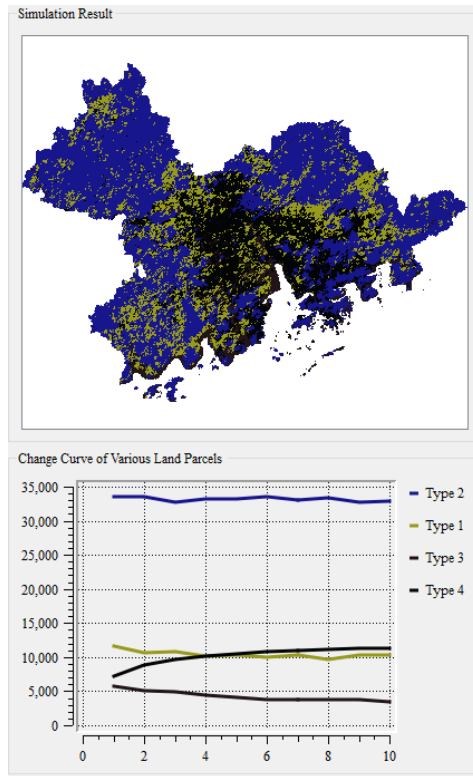 Simulation Result
Change Curve of Various Land Parcels
35,000
30,000
25,000
20,000
15,000
10,000
5,000
0
0 2 4 6 8 10
Type 2
Type 1
Type 3
Type 4